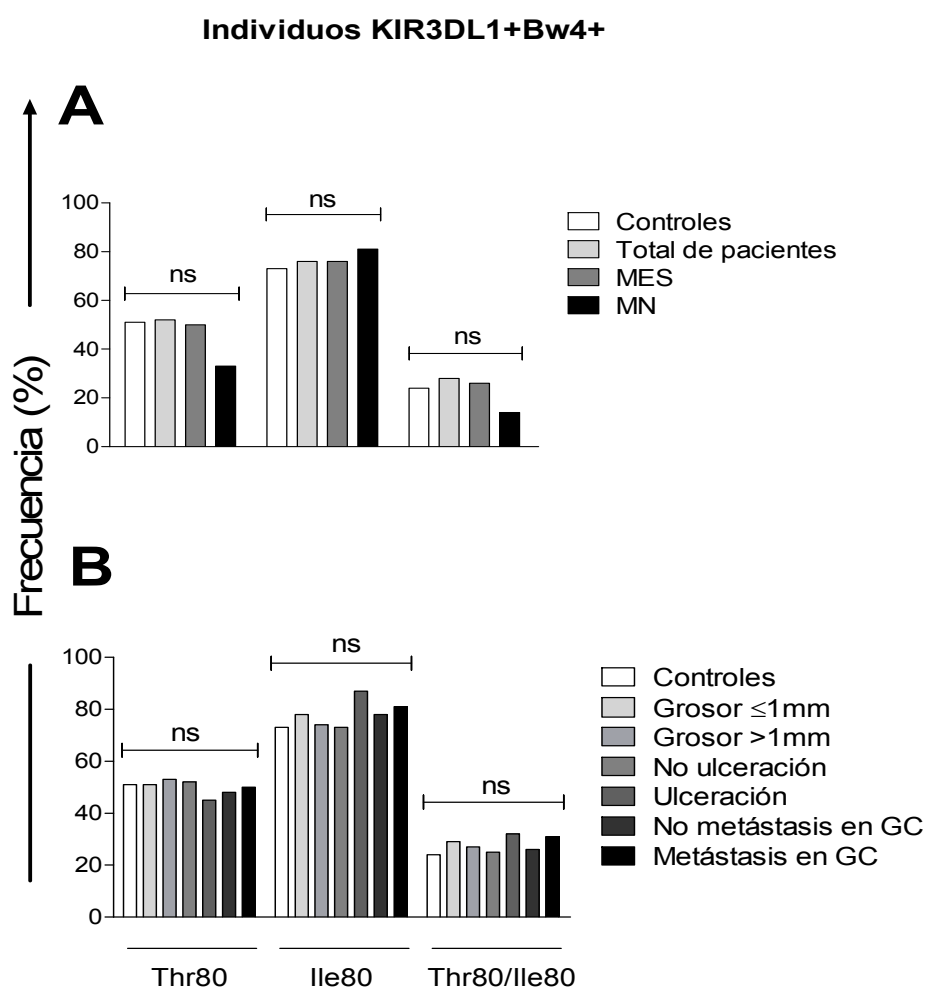 Individuos KIR3DL1+Bw4+
A
Frecuencia (%)
100
80
60
40
20
0
ns
ns
ns
Controles
Total de pacientes
MES
MN
B
100
80
60
40
20
0
ns
ns
ns
Controles
Grosor ≤1mm
Grosor >1mm
No ulceración
Ulceración
No metástasis en GC
Metástasis en GC
Thr80
Ile80
Thr80/Ile80